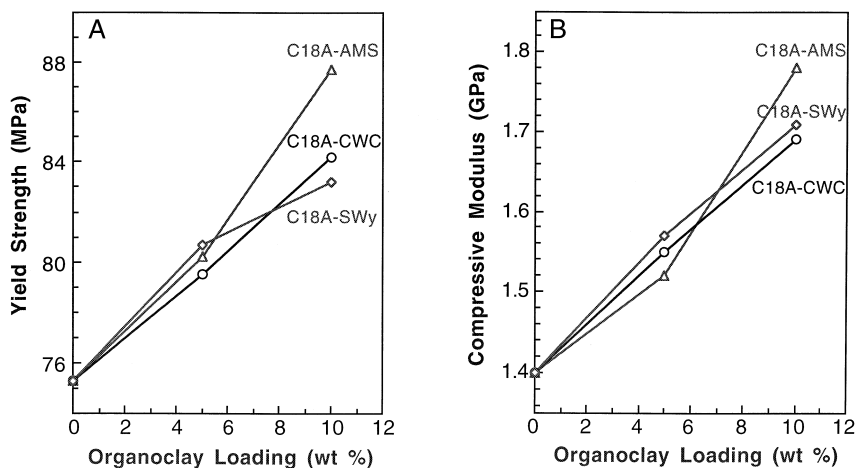 A
C18A-AMS
88
C18A-CWC
84
C18A-SWy
80
76
0 2 4 6 8 10 12
Yield Strength (MPa)
Organoclay Loading (wt %)
B
1.8
C18A-AMS
C18A-SWy
1.7
C18A-CWC
1.6
1.5
1.4
0 2 4 6 8 10 12
Compressive Modulus (GPa)
Organoclay Loading (wt %)